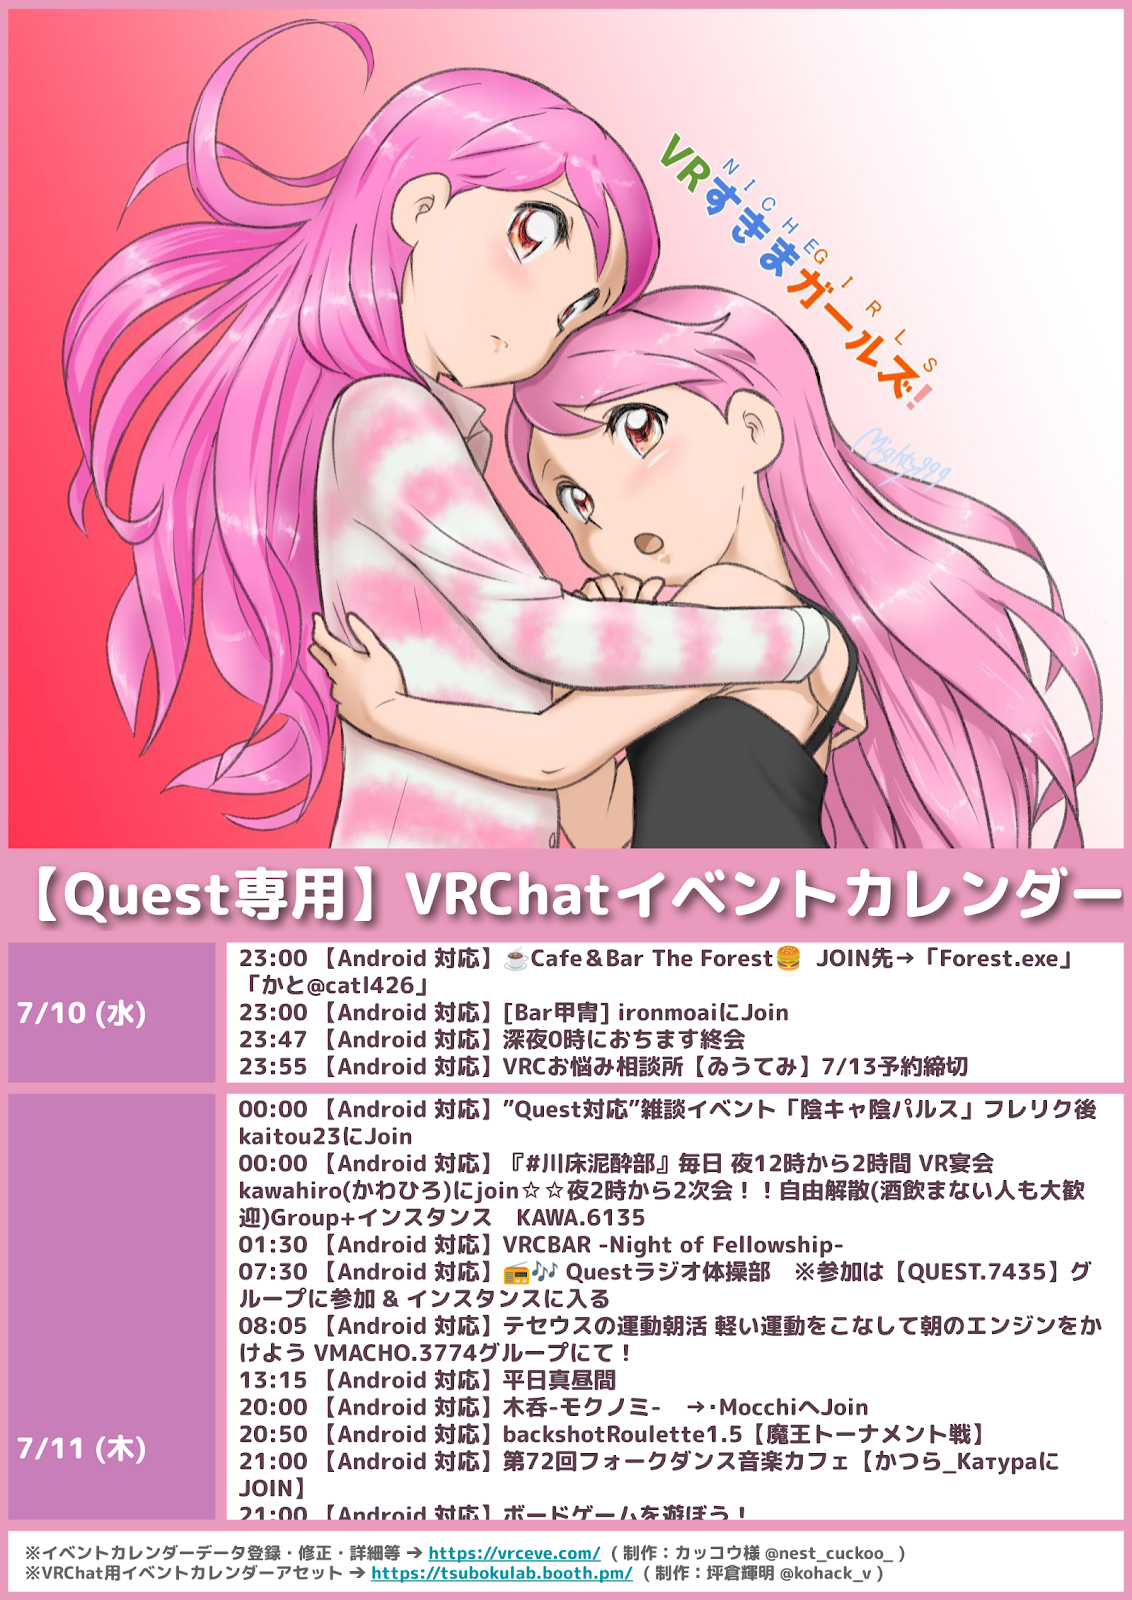 NICHE GIRLS
VRすきまガールズ!
Mighty999
【Quest専用】VRChatイベントカレンダー
7/10 (水)
23:00 【Android 対応】☕Cafe＆Bar The Forest🍔 JOIN先→「Forest.exe」
「かと@catl426」
23:00 【Android 対応】[Bar甲冑] ironmoaiにJoin
23:47 【Android 対応】深夜0時におちます終会
23:55 【Android 対応】VRCお悩み相談所【ゐうてみ】7/13予約締切
7/11 (木)
00:00 【Android 対応】”Quest対応”雑談イベント「陰キャ陰パルス」フレリク後
kaitou23にJoin
00:00 【Android 対応】『#川床泥酔部』毎日 夜12時から2時間 VR宴会
kawahiro(かわひろ)にjoin☆☆夜2時から2次会！！自由解散(酒飲まない人も大歓
迎)Group+インスタンス　KAWA.6135
01:30 【Android 対応】VRCBAR -Night of Fellowship-
07:30 【Android 対応】📻🎶 Questラジオ体操部　※参加は【QUEST.7435】グ
ループに参加 & インスタンスに入る
08:05 【Android 対応】テセウスの運動朝活 軽い運動をこなして朝のエンジンをか
けよう VMACHO.3774グループにて！
13:15 【Android 対応】平日真昼間
20:00 【Android 対応】木呑-モクノミ-　→･MocchiへJoin
20:50 【Android 対応】backshotRoulette1.5【魔王トーナメント戦】
21:00 【Android 対応】第72回フォークダンス音楽カフェ【かつら_Катураに
JOIN】
21:00 【Android 対応】ボードゲームを遊ぼう！
※イベントカレンダーデータ登録・修正・詳細等 → https://vrceve.com/ ( 制作：カッコウ様 @nest_cuckoo_ )
※VRChat用イベントカレンダーアセット → https://tsubokulab.booth.pm/ ( 制作：坪倉輝明 @kohack_v )